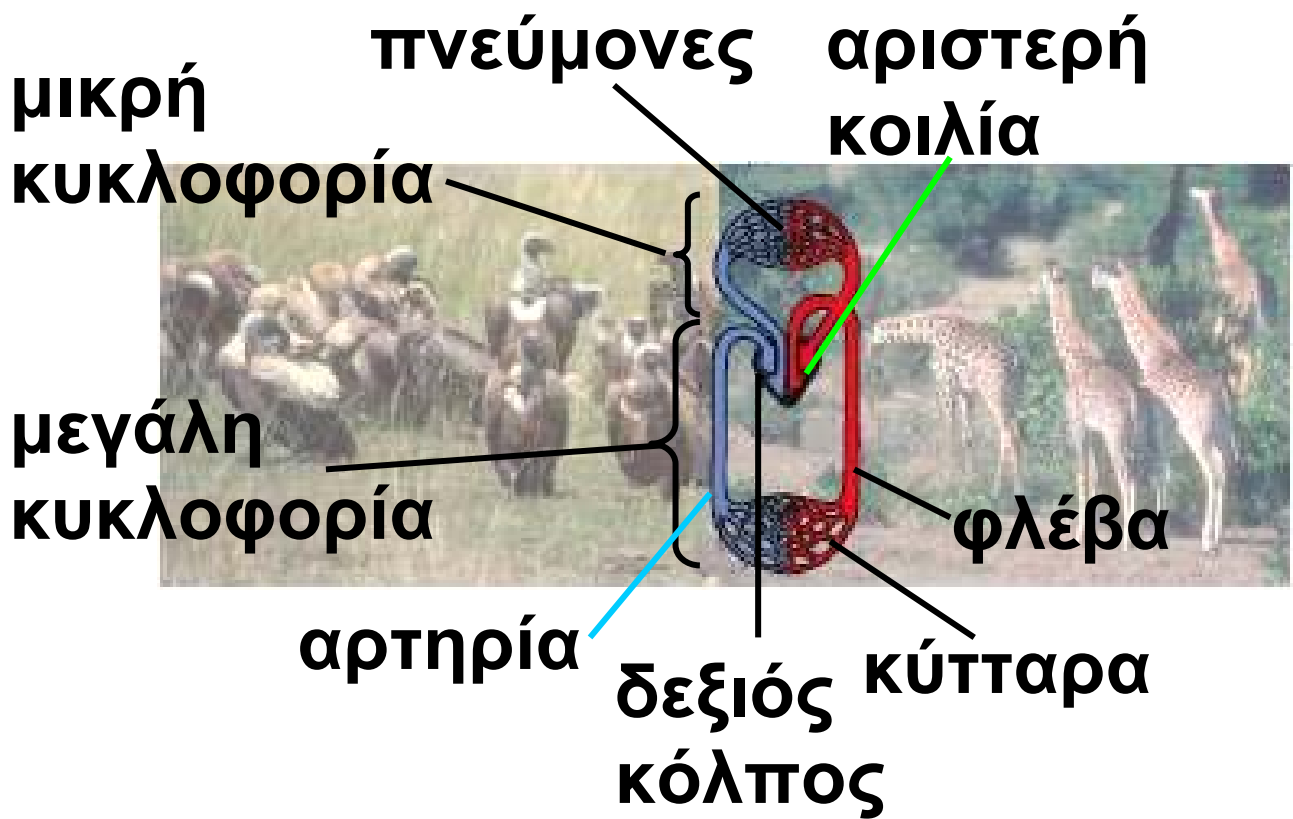 πνεύμονες
αριστερή
κοιλία
μικρή
κυκλοφορία
μεγάλη
κυκλοφορία
φλέβα
αρτηρία
δεξιός
κόλπος
κύτταρα